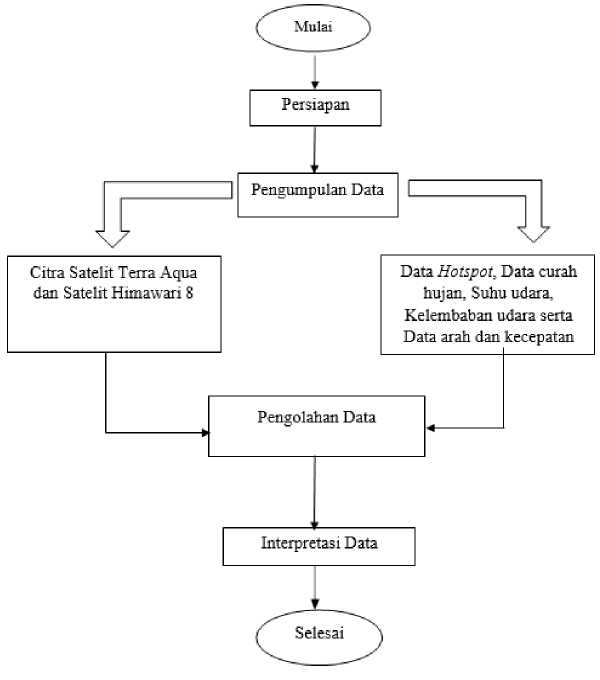 Mulai
Persiapan
Pengumpulan Data
Citra Satelit Terra Aqua
dan Satelit Himawari 8
Data Hotspot, Data curah
hujan, Suhu udara,
Kelembaban udara serta
Data arah dan kecepatan
Pengolahan Data
Interpretasi Data
Selesai